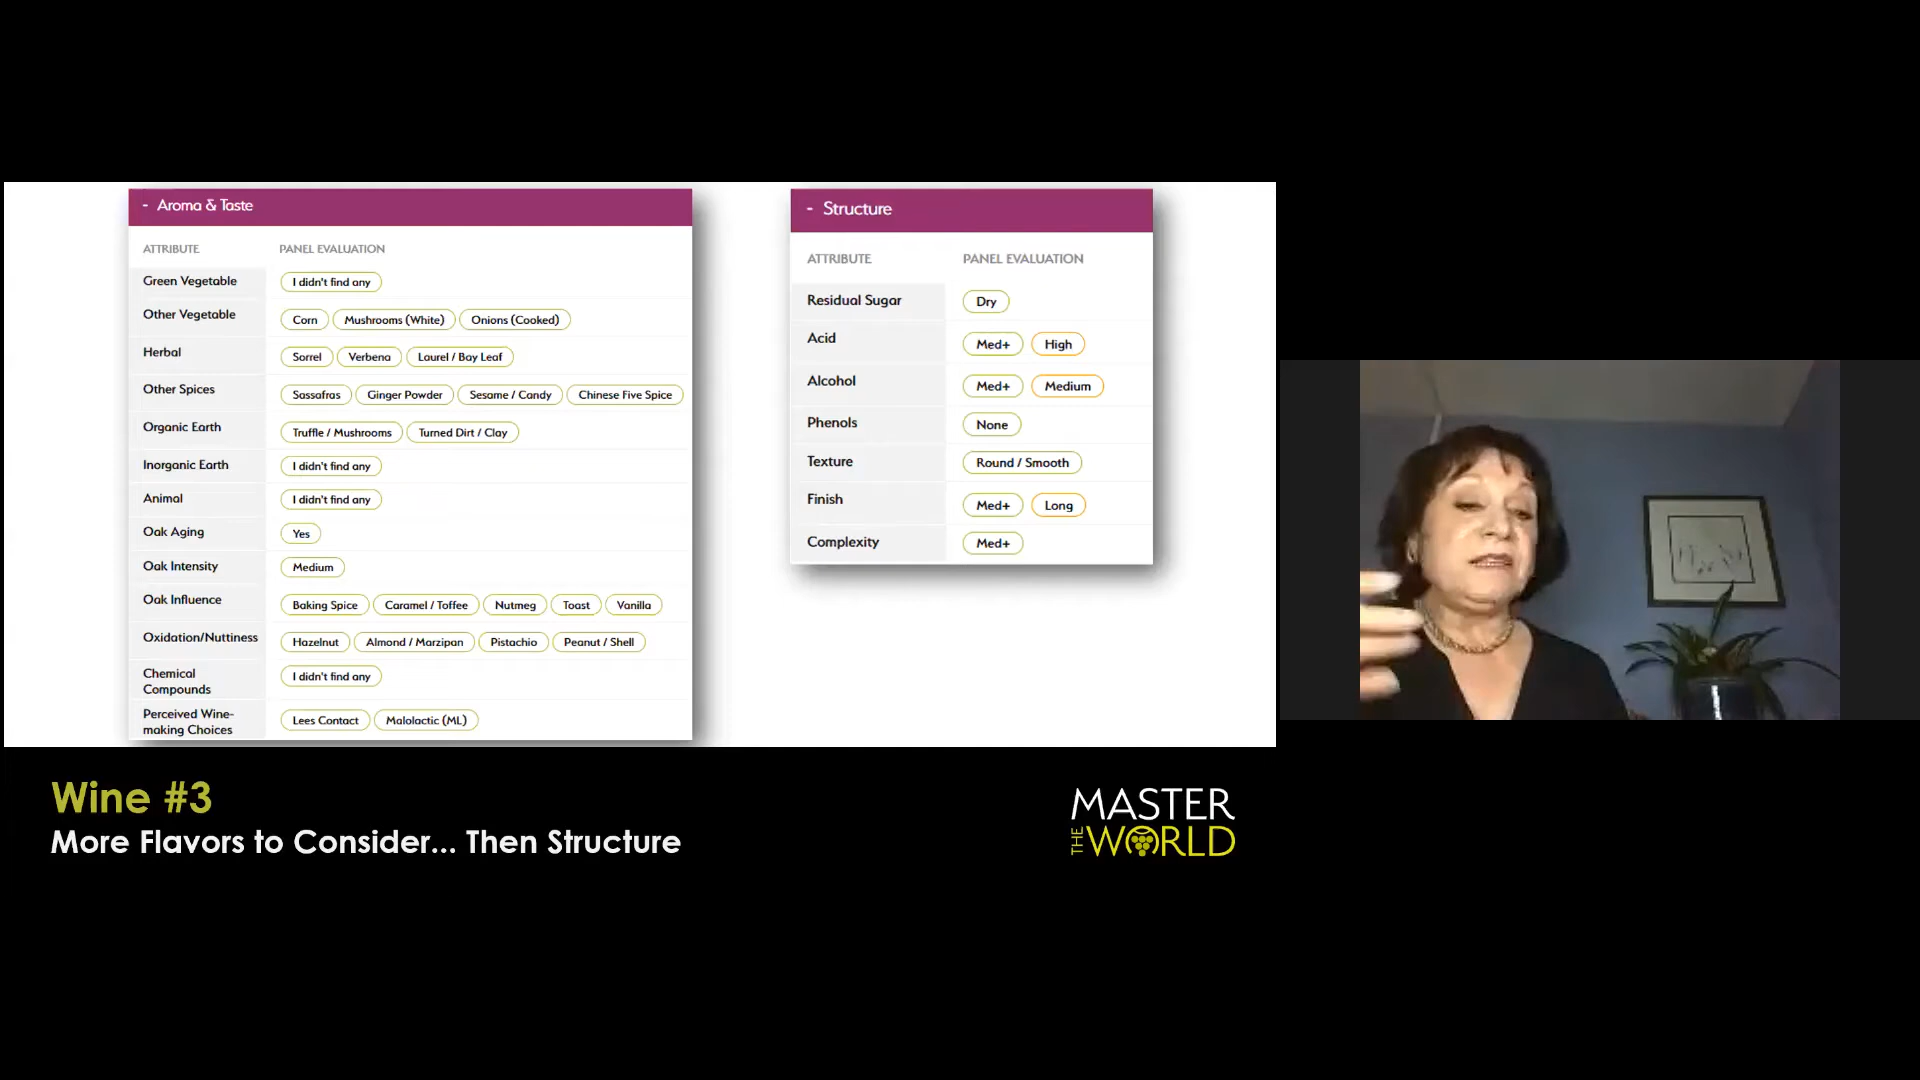 - Aroma & Taste
ATTRIBUTE PANEL EVALUATION
Green Vegetable I didn't find any
Other Vegetable Corn Mushrooms (White) Onions (Cooked)
Herbal Sorrel Verbena Laurel / Bay Leaf
Other Spices Sassafras Ginger Powder Sesame / Candy Chinese Five Spice
Organic Earth Truffle / Mushrooms Turned Dirt / Clay
Inorganic Earth I didn't find any
Animal I didn't find any
Oak Aging Yes
Oak Intensity Medium
Oak Influence Baking Spice Caramel / Toffee Nutmeg Toast Vanilla
Oxidation/Nuttiness Hazelnut Almond / Marzipan Pistachio Peanut / Shell
Chemical
Compounds I didn't find any
Perceived Wine-
making Choices Lees Contact Malolactic (ML)
- Structure
ATTRIBUTE PANEL EVALUATION
Residual Sugar Dry
Acid Med+ High
Alcohol Med+ Medium
Phenols None
Texture Round / Smooth
Finish Med+ Long
Complexity Med+
Wine #3
More Flavors to Consider... Then Structure
MASTER
THE WORLD